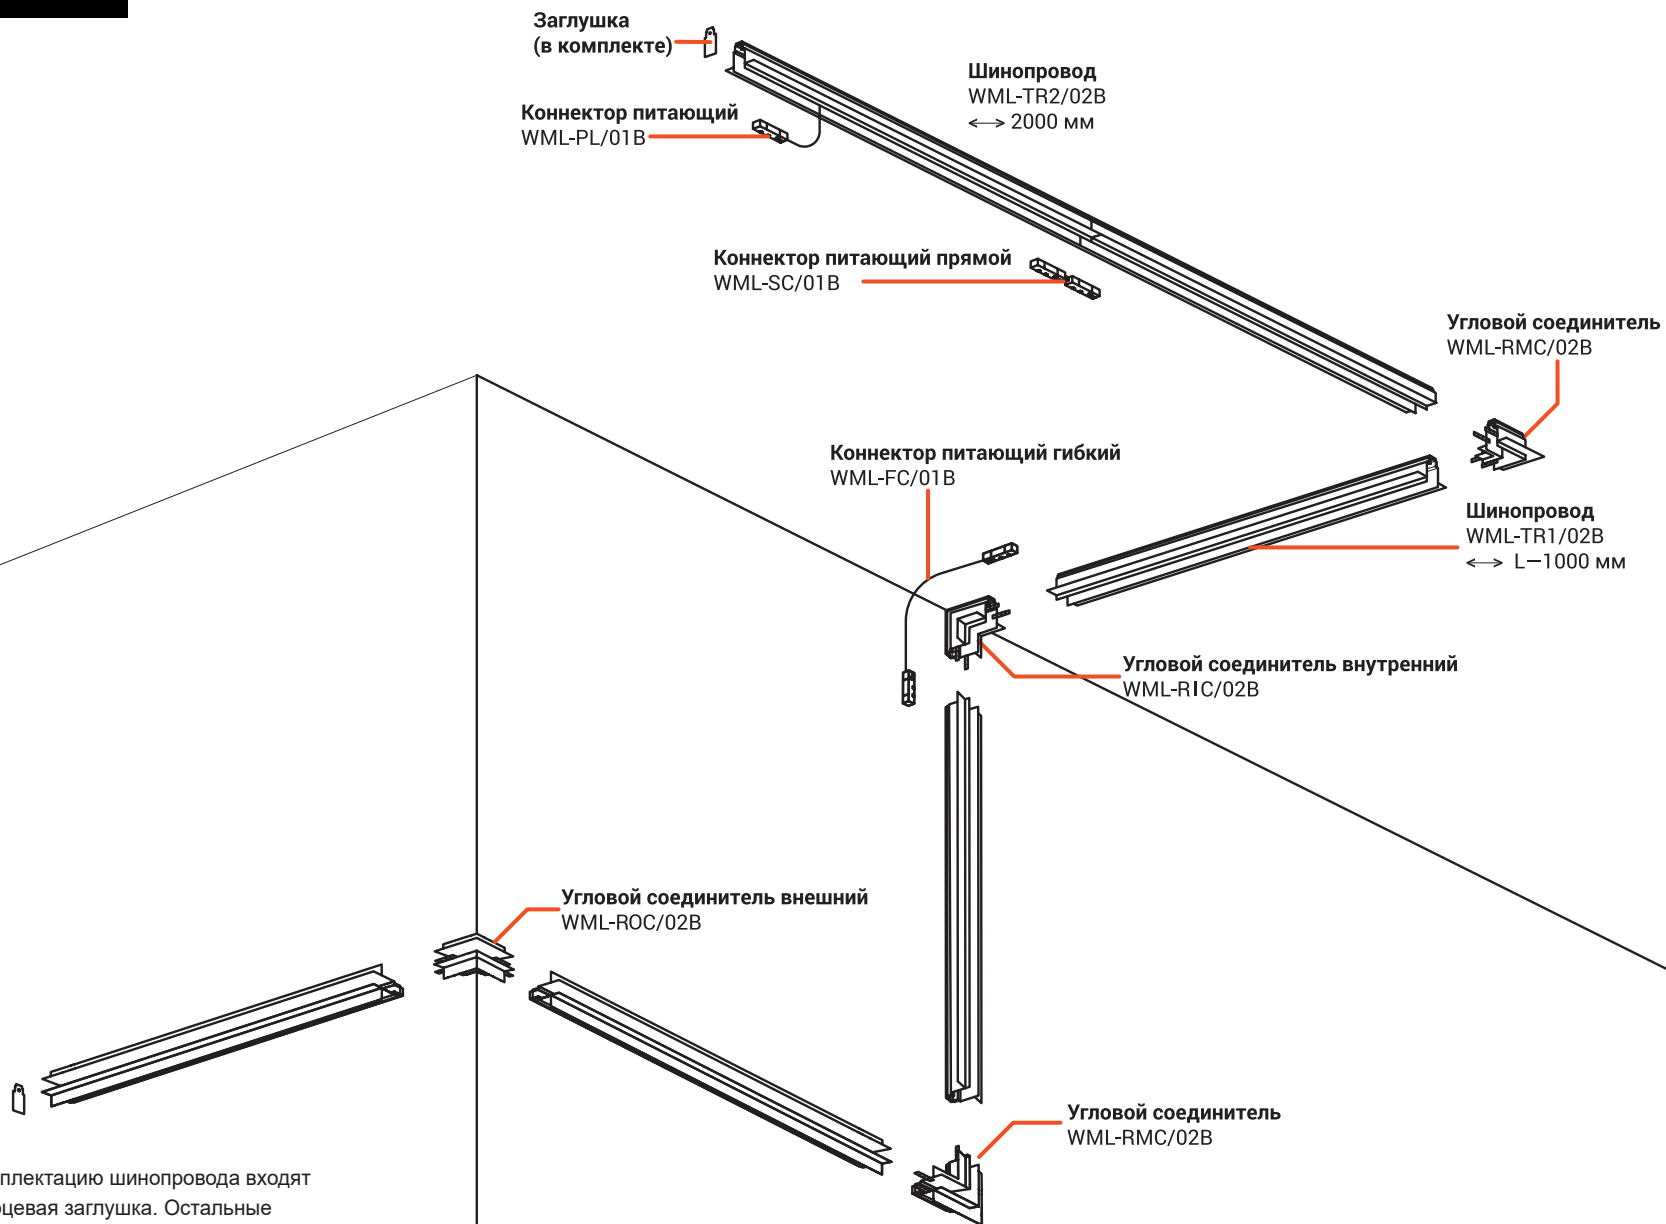 Заглушка
(в комплекте)
Шинопровод
WML-TR2/02B
2000 мм
Коннектор питающий
WML-PL/01B
Коннектор питающий прямой
WML-SC/01B
Угловой соединитель
WML-RMC/02B
Коннектор питающий гибкий
WML-FC/01B
Шинопровод
WML-TR1/02B
L—1000 мм
Угловой соединитель внутренний
WML-RIC/02B
Угловой соединитель внешний
WML-ROC/02B
Угловой соединитель
WML-RMC/02B
плектацию шинопровода входят
цевая заглушка. Остальные